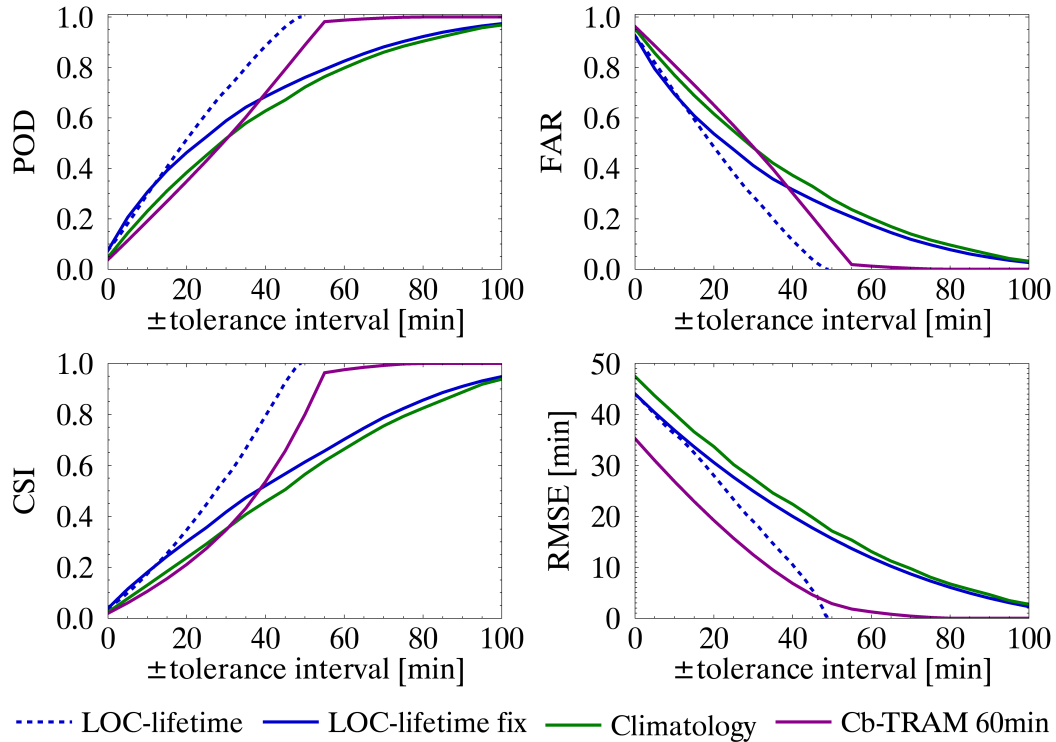 POD
1.0
0.8
0.6
0.4
0.2
0.0
0 20 40 60 80 100
±tolerance interval [min]
FAR
1.0
0.8
0.6
0.4
0.2
0.0
0 20 40 60 80 100
±tolerance interval [min]
CSI
1.0
0.8
0.6
0.4
0.2
0.0
0 20 40 60 80 100
±tolerance interval [min]
RMSE [min]
50
40
30
20
10
0
0 20 40 60 80 100
±tolerance interval [min]
LOC-lifetime LOC-lifetime fix Climatology Cb-TRAM 60min